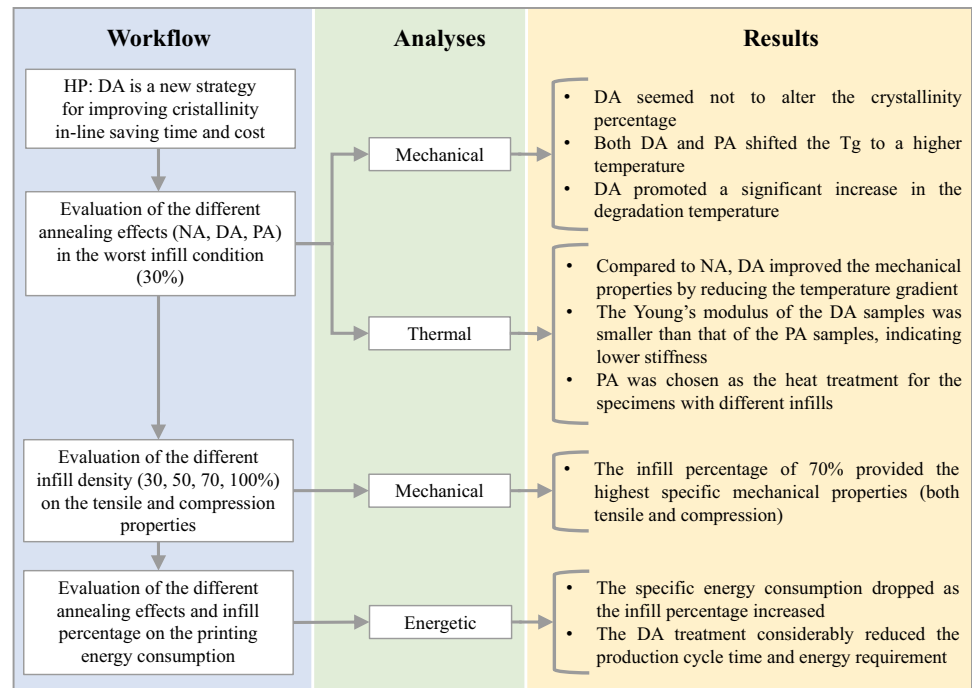 Workflow
Analyses
Results
HP: DA is a new strategy
for improving cristallinity
in-line saving time and cost
Evaluation of the different
annealing effects (NA, DA, PA)
in the worst infill condition
(30%)
Mechanical
• DA seemed not to alter the crystallinity
percentage
• Both DA and PA shifted the Tg to a higher
temperature
• DA promoted a significant increase in the
degradation temperature
Thermal
• Compared to NA, DA improved the mechanical
properties by reducing the temperature gradient
• The Young's modulus of the DA samples was
smaller than that of the PA samples, indicating
lower stiffness
• PA was chosen as the heat treatment for the
specimens with different infills
Evaluation of the different
infill density (30, 50, 70, 100%)
on the tensile and compression
properties
Mechanical
• The infill percentage of 70% provided the
highest specific mechanical properties (both
tensile and compression)
Evaluation of the different
annealing effects and infill
percentage on the printing
energy consumption
Energetic
• The specific energy consumption dropped as
the infill percentage increased
• The DA treatment considerably reduced the
production cycle time and energy requirement